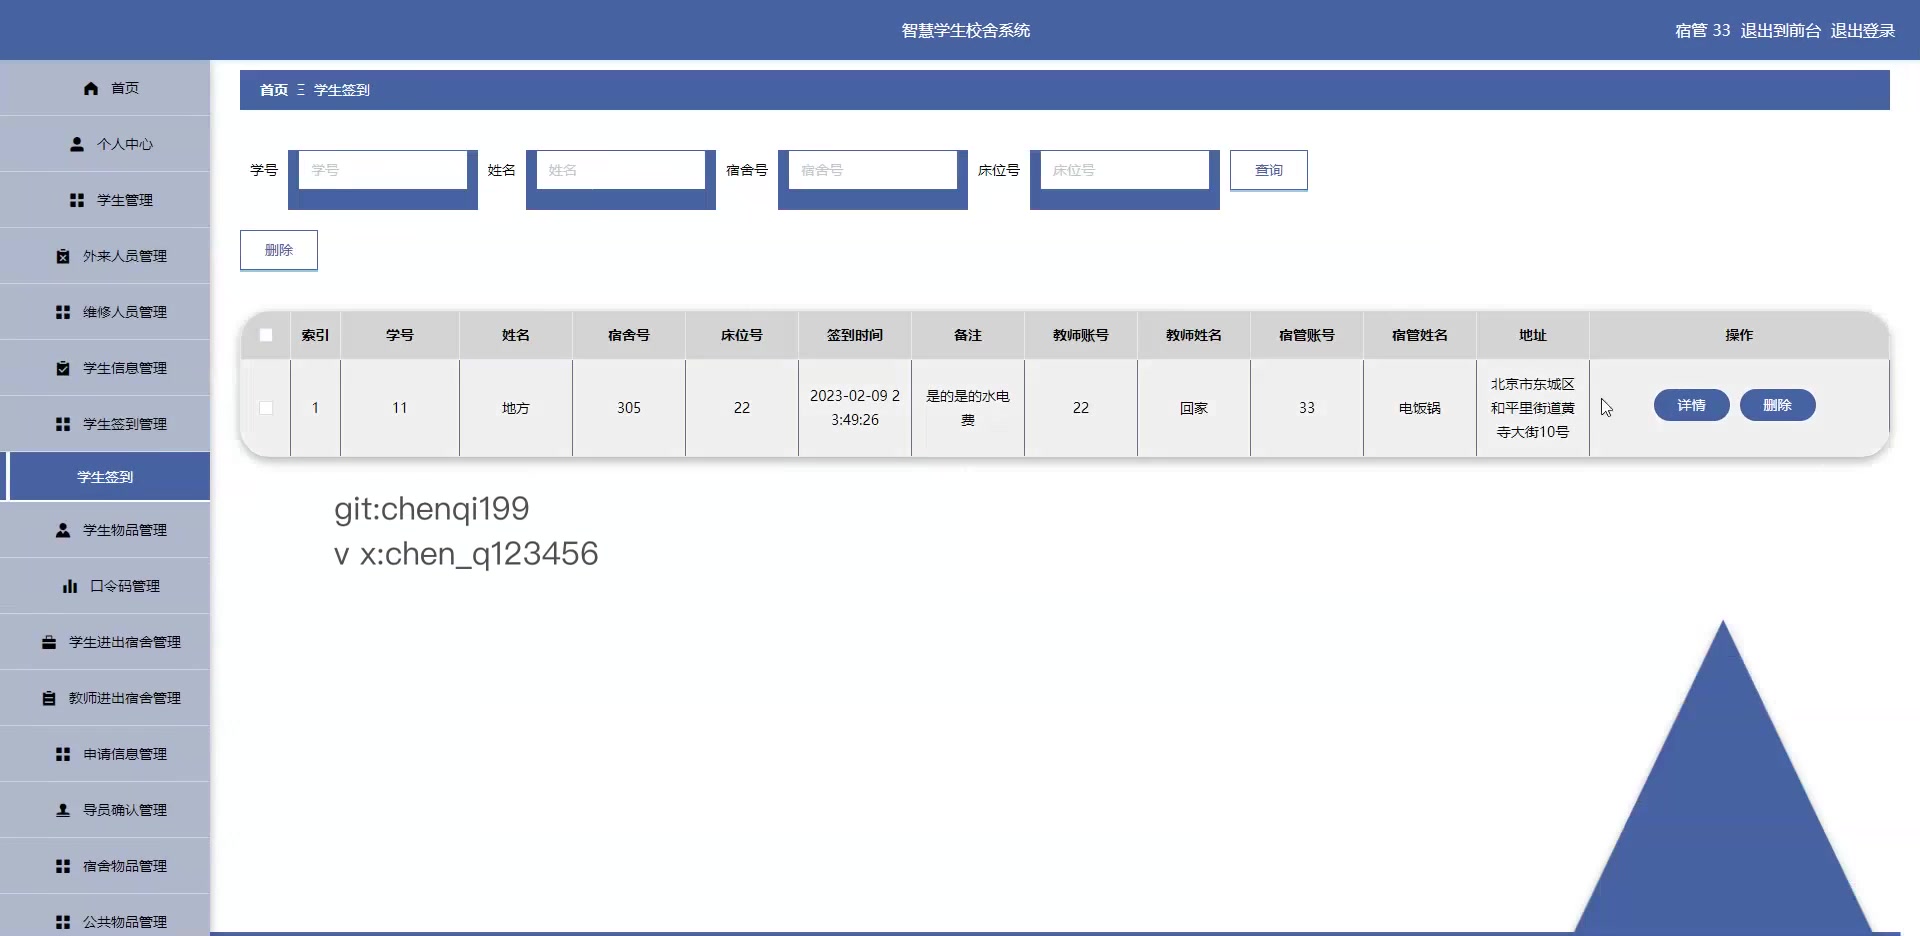 智慧学生校舍系统
宿管 33 退出到前台 退出登录
首页
个人中心
学生管理
外来人员管理
维修人员管理
学生信息管理
学生签到管理
学生签到
学生物品管理
口令码管理
学生进出宿舍管理
教师进出宿舍管理
申请信息管理
导员确认管理
宿舍物品管理
公共物品管理
首页 Ξ 学生签到
学号 学号 姓名 姓名 宿舍号 宿舍号 床位号 床位号 查询
删除
索引 学号 姓名 宿舍号 床位号 签到时间 备注 教师账号 教师姓名 宿管账号 宿管姓名 地址 操作
1 11 地方 305 22 2023-02-09 2 是的是的水电 22 回家 33 电饭锅 北京市东城区 详情 删除
3:49:26 费 和平里街道黄
寺大街10号
git:chenqi199
v x:chen_q123456